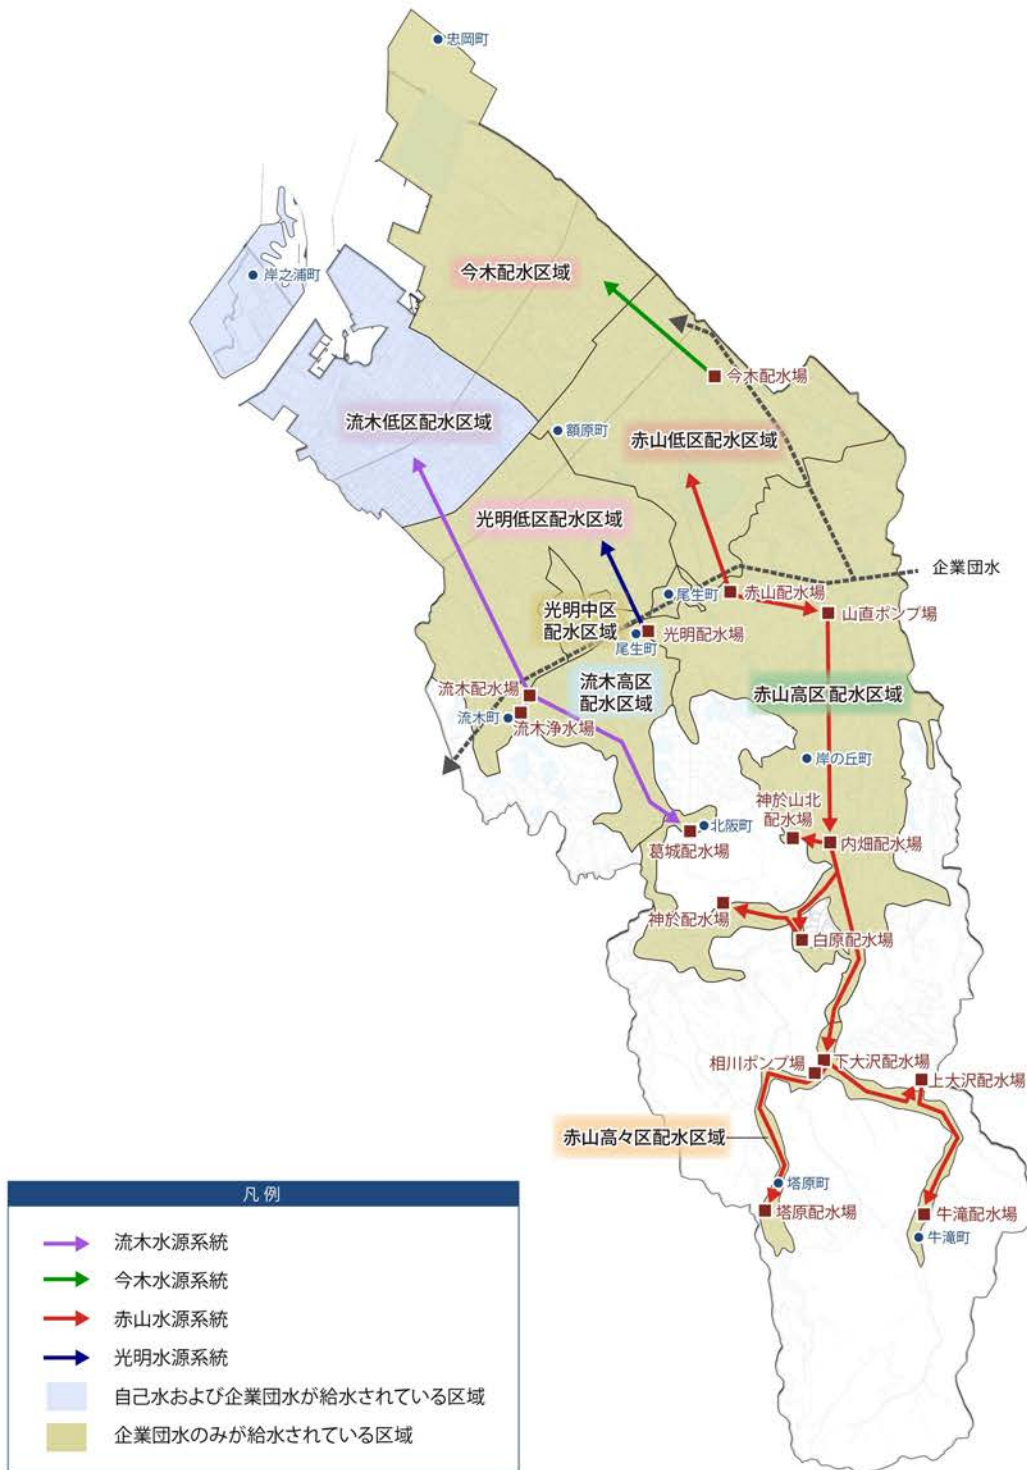 忠岡町
岸之浦町
今木配水区域
今木配水場
流木低区配水区域
額原町
赤山低区配水区域
光明低区配水区域
企業団水
尾生町
赤山配水場
光明中区
配水区域
山直ポンプ場
尾生町
光明配水場
流木配水場
流木高区
配水区域
赤山高区 配水区域
流木町
流木浄水場
岸の丘町
神於山北
配水場
北阪町
葛城配水場
内畑配水場
神於配水場
白原配水場
相川ポンプ場
下大沢配水場
上大沢配水場
赤山高々区配水区域
塔原町
塔原配水場
牛滝配水場
牛滝町
凡例
流木水源系統
今木水源系統
赤山水源系統
光明水源系統
自己水および企業団水が給水されている区域
企業団水のみが給水されている区域